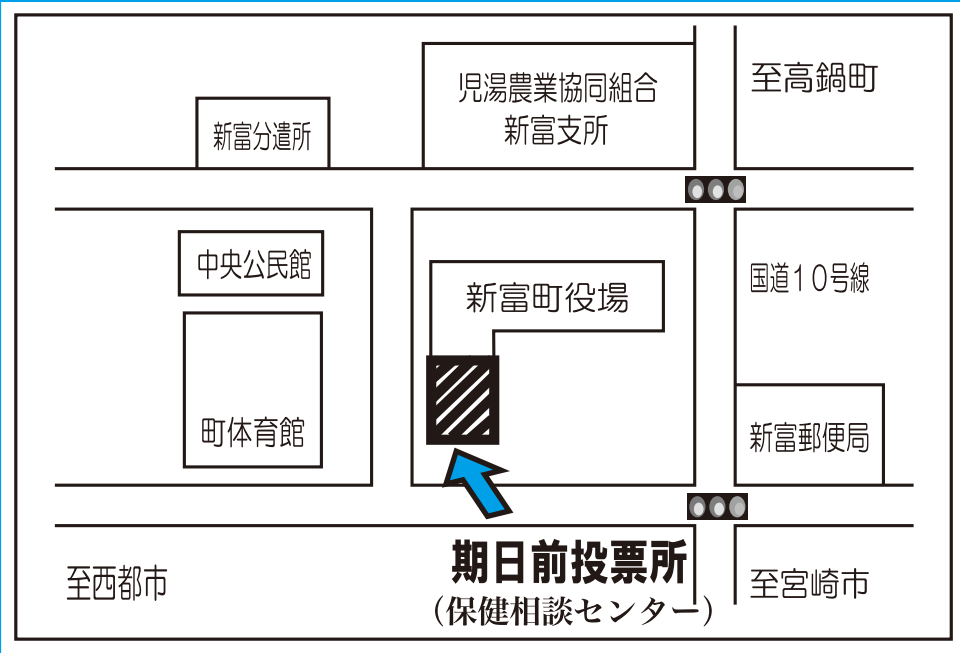 児湯農業協同組合
新富支所
至高鍋町
新富分遣所
中央公民館
新富町役場
国道１０号線
町体育館
新富郵便局
期日前投票所
（保健相談センター）
至西都市
至宮崎市